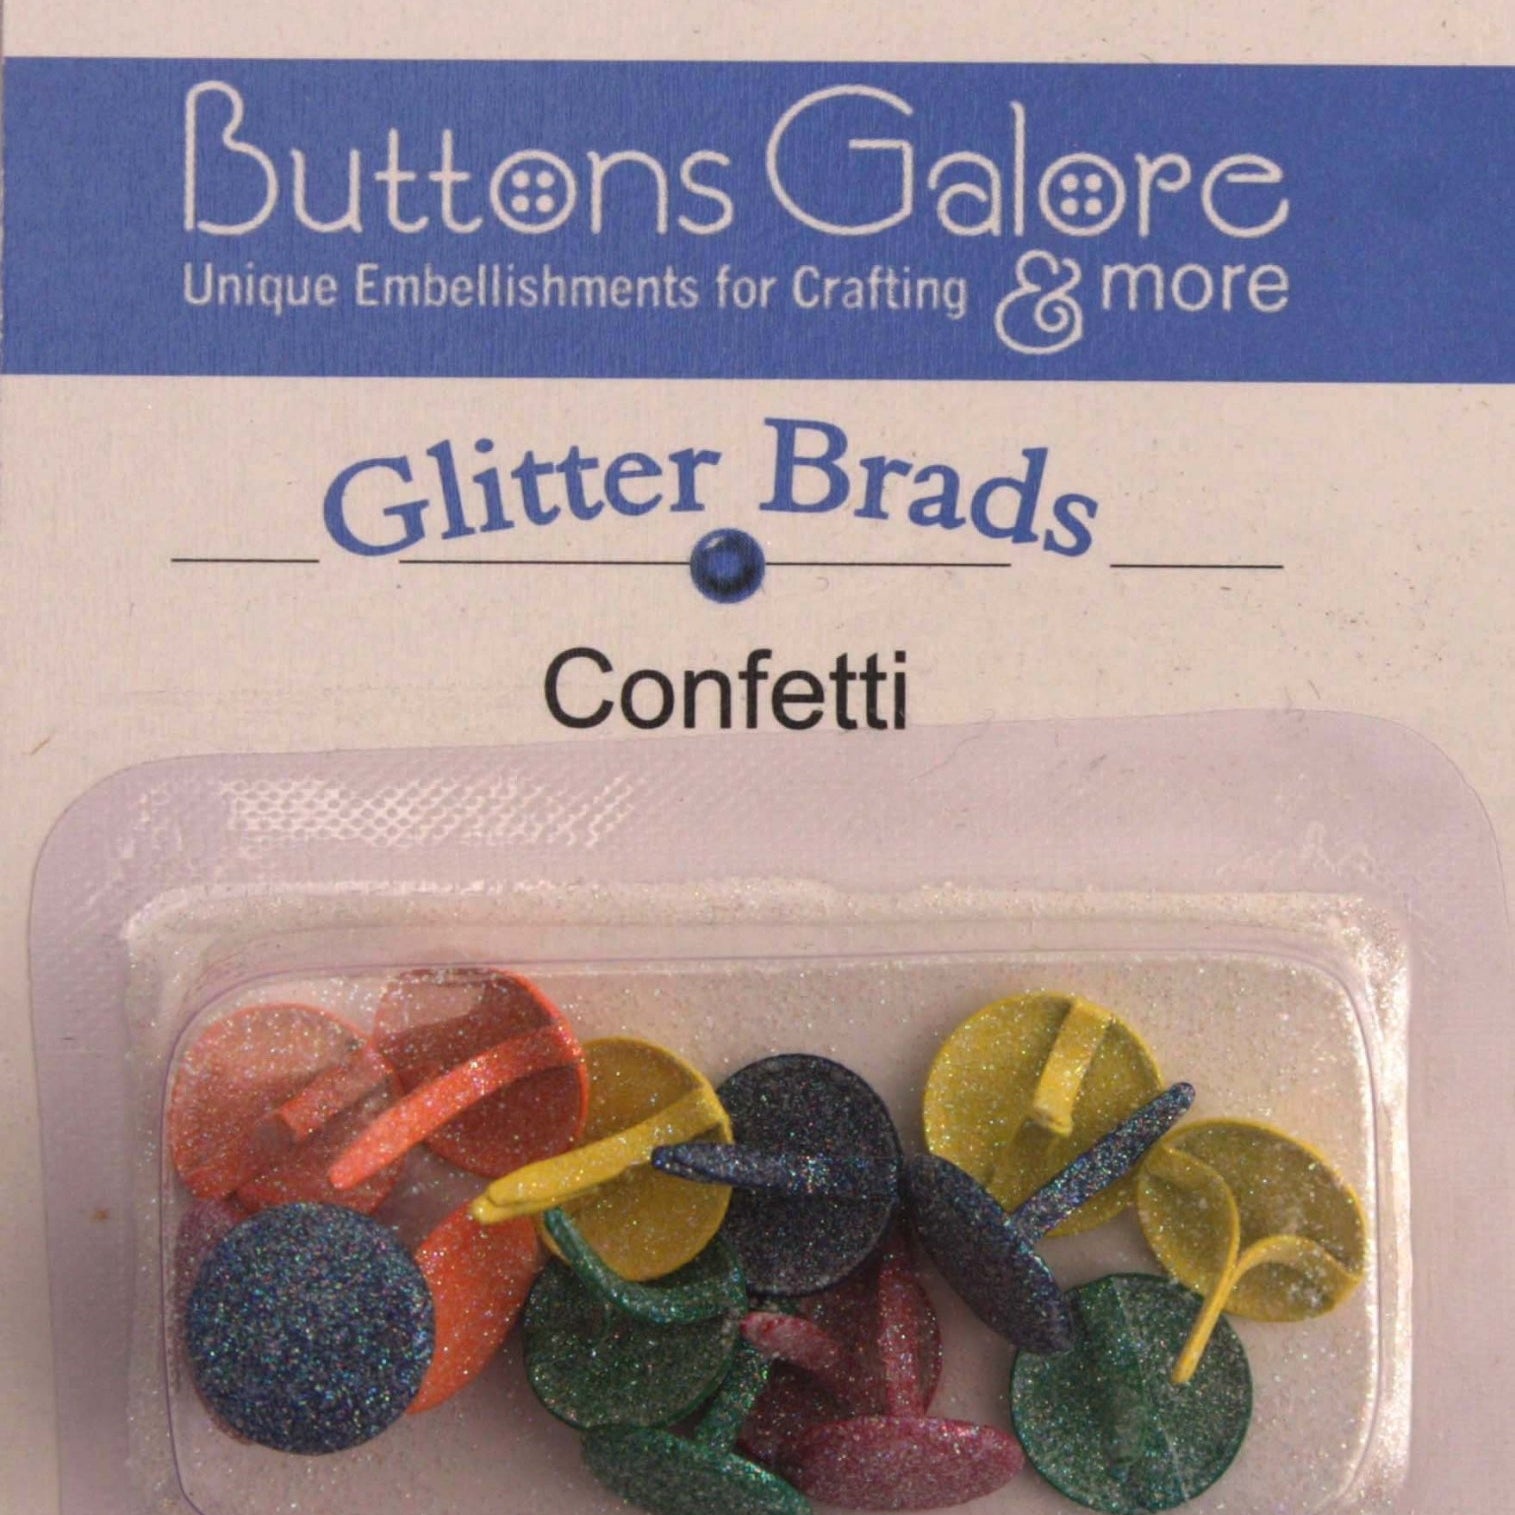 Buttons Galore
Unique Embellishments for Crafting & more
Glitter Brads
Confetti